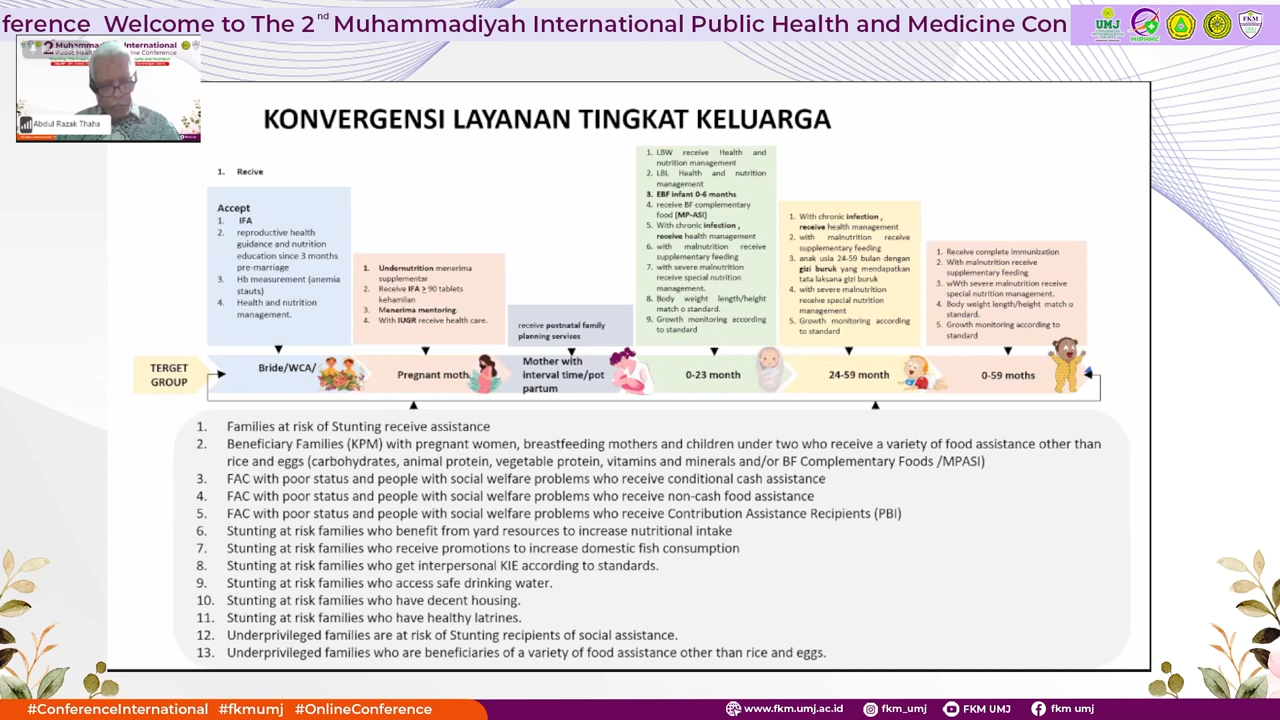 ference Welcome to The 2nd Muhammadiyah International Public Health and Medicine Con
UMJ
MIPHMC
FKM
Abdul Razak Thaha
KONVERGENSI LAYANAN TINGKAT KELUARGA
1. Recive
Accept
1. IFA
2. reproductive health
guidance and nutrition
education since 3 months
pre-marriage
3. Hb measurement (anemia
stauts)
4. Health and nutrition
management.
1. Undernutrition menerima
supplementar
2. Receive IFA ≥ 90 tablets
kehamilan
3. Menerima mentoring.
4. With IUGR receive health care.
receive postnatal family
planning services
1. LBW receive Health and
nutrition management
2. LBL Health and nutrition
management
3. EBF infant 0-6 months
4. receive BF complementary
food (MP-ASI)
5. With chronic infection ,
receive health management
6. with malnutrition receive
supplementary feeding
7. with severe malnutrition
receive special nutrition
management.
8. Body weight length/height
match o standard.
9. Growth monitoring according
to standard
1. With chronic infection ,
receive health management
2. with malnutrition receive
supplementary feeding
3. anak usia 24-59 bulan dengan
gizi buruk yang mendapatkan
tata laksana gizi buruk
4. with severe malnutrition
receive special nutrition
management
5. Growth monitoring according
to standard
1. Receive complete immunization
2. With malnutrition receive
supplementary feeding
3. wWth severe malnutrition receive
special nutrition management.
4. Body weight length/height match o
standard.
5. Growth monitoring according to
standard
TERGET
GROUP
Bride/WCA/
Pregnant moth
Mother with
interval time/pot
partum
0-23 month
24-59 month
0-59 moths
1. Families at risk of Stunting receive assistance
2. Beneficiary Families (KPM) with pregnant women, breastfeeding mothers and children under two who receive a variety of food assistance other than
rice and eggs (carbohydrates, animal protein, vegetable protein, vitamins and minerals and/or BF Complementary Foods /MPASI)
3. FAC with poor status and people with social welfare problems who receive conditional cash assistance
4. FAC with poor status and people with social welfare problems who receive non-cash food assistance
5. FAC with poor status and people with social welfare problems who receive Contribution Assistance Recipients (PBI)
6. Stunting at risk families who benefit from yard resources to increase nutritional intake
7. Stunting at risk families who receive promotions to increase domestic fish consumption
8. Stunting at risk families who get interpersonal KIE according to standards.
9. Stunting at risk families who access safe drinking water.
10. Stunting at risk families who have decent housing.
11. Stunting at risk families who have healthy latrines.
12. Underprivileged families are at risk of Stunting recipients of social assistance.
13. Underprivileged families who are beneficiaries of a variety of food assistance other than rice and eggs.
#ConferenceInternational #fkmumj #OnlineConference
www.fkm.umj.ac.id fkm_umj FKM UMJ fkm umj